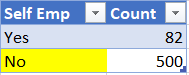 Self Emp Count
Yes 82
No 500